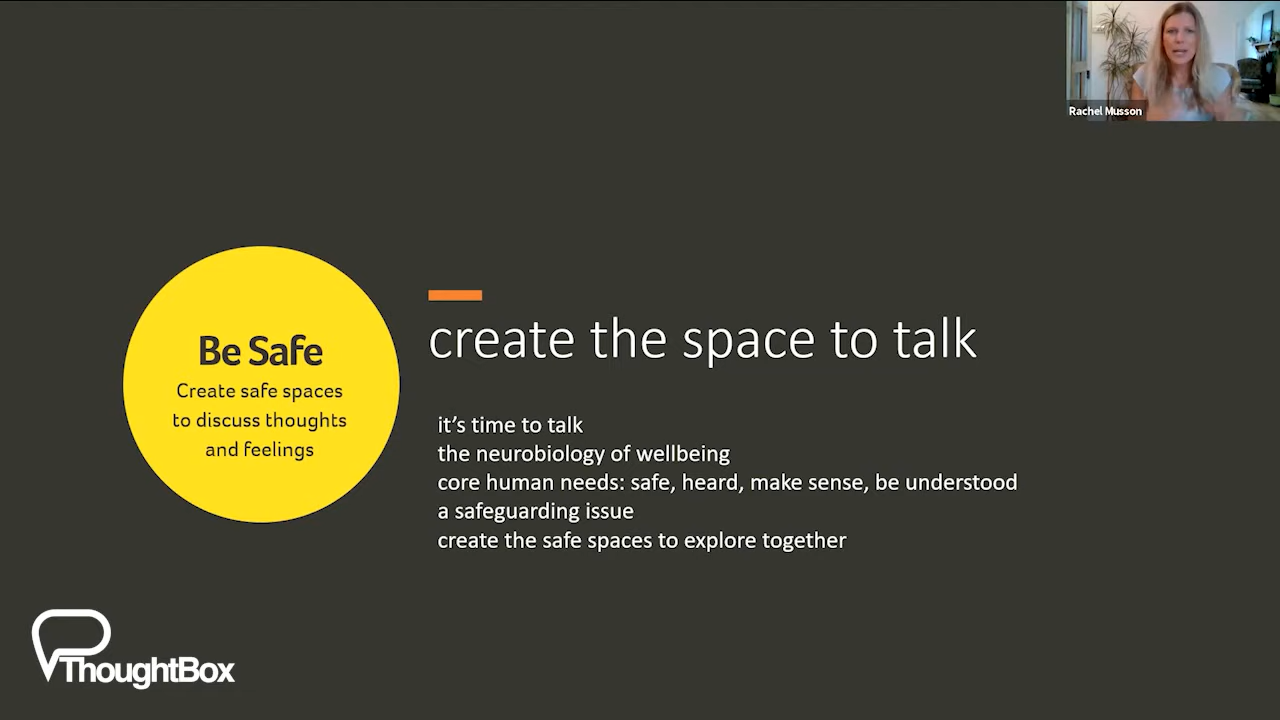 Rachel Musson
Be Safe
Create safe spaces
to discuss thoughts
and feelings
create the space to talk
it’s time to talk
the neurobiology of wellbeing
core human needs: safe, heard, make sense, be understood
a safeguarding issue
create the safe spaces to explore together
ThoughtBox